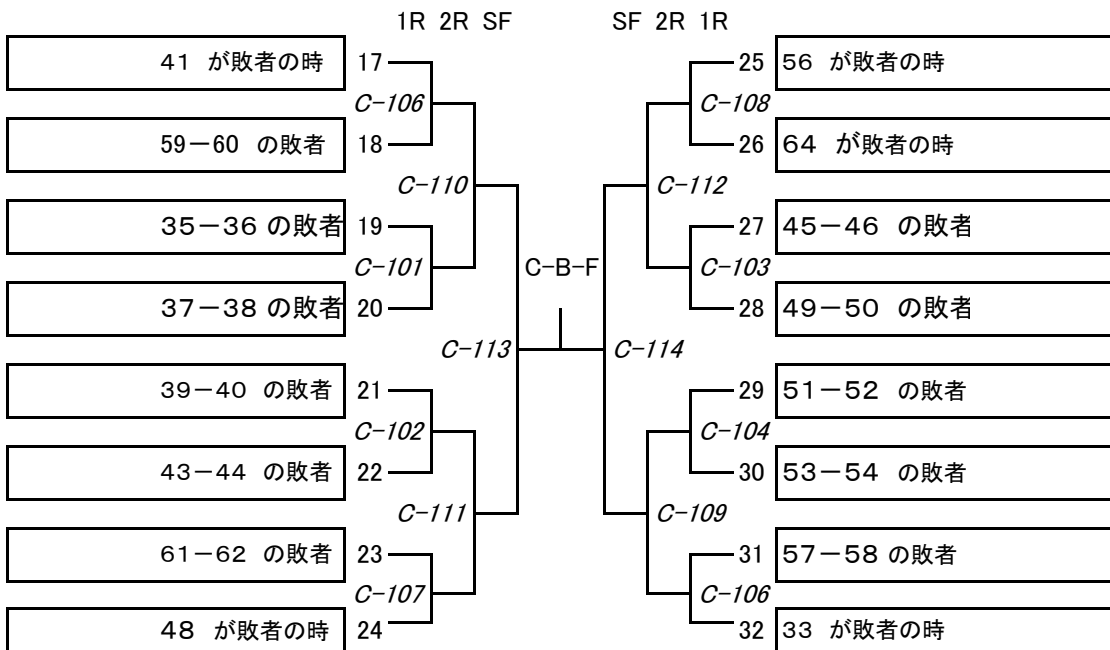 1R 2R SF SF 2R 1R
41 が敗者の時 17 25 56 が敗者の時
C-106 C-108
59－60 の敗者 18 26 64 が敗者の時
C-110 C-112
35－36 の敗者 19 27 45－46 の敗者
C-101 C-B-F C-103
37－38 の敗者 20 28 49－50 の敗者
C-113 C-114
39－40 の敗者 21 29 51－52 の敗者
C-102 C-104
43－44 の敗者 22 30 53－54 の敗者
C-111 C-109
61－62 の敗者 23 31 57－58 の敗者
C-107 C-106
48 が敗者の時 24 32 33 が敗者の時